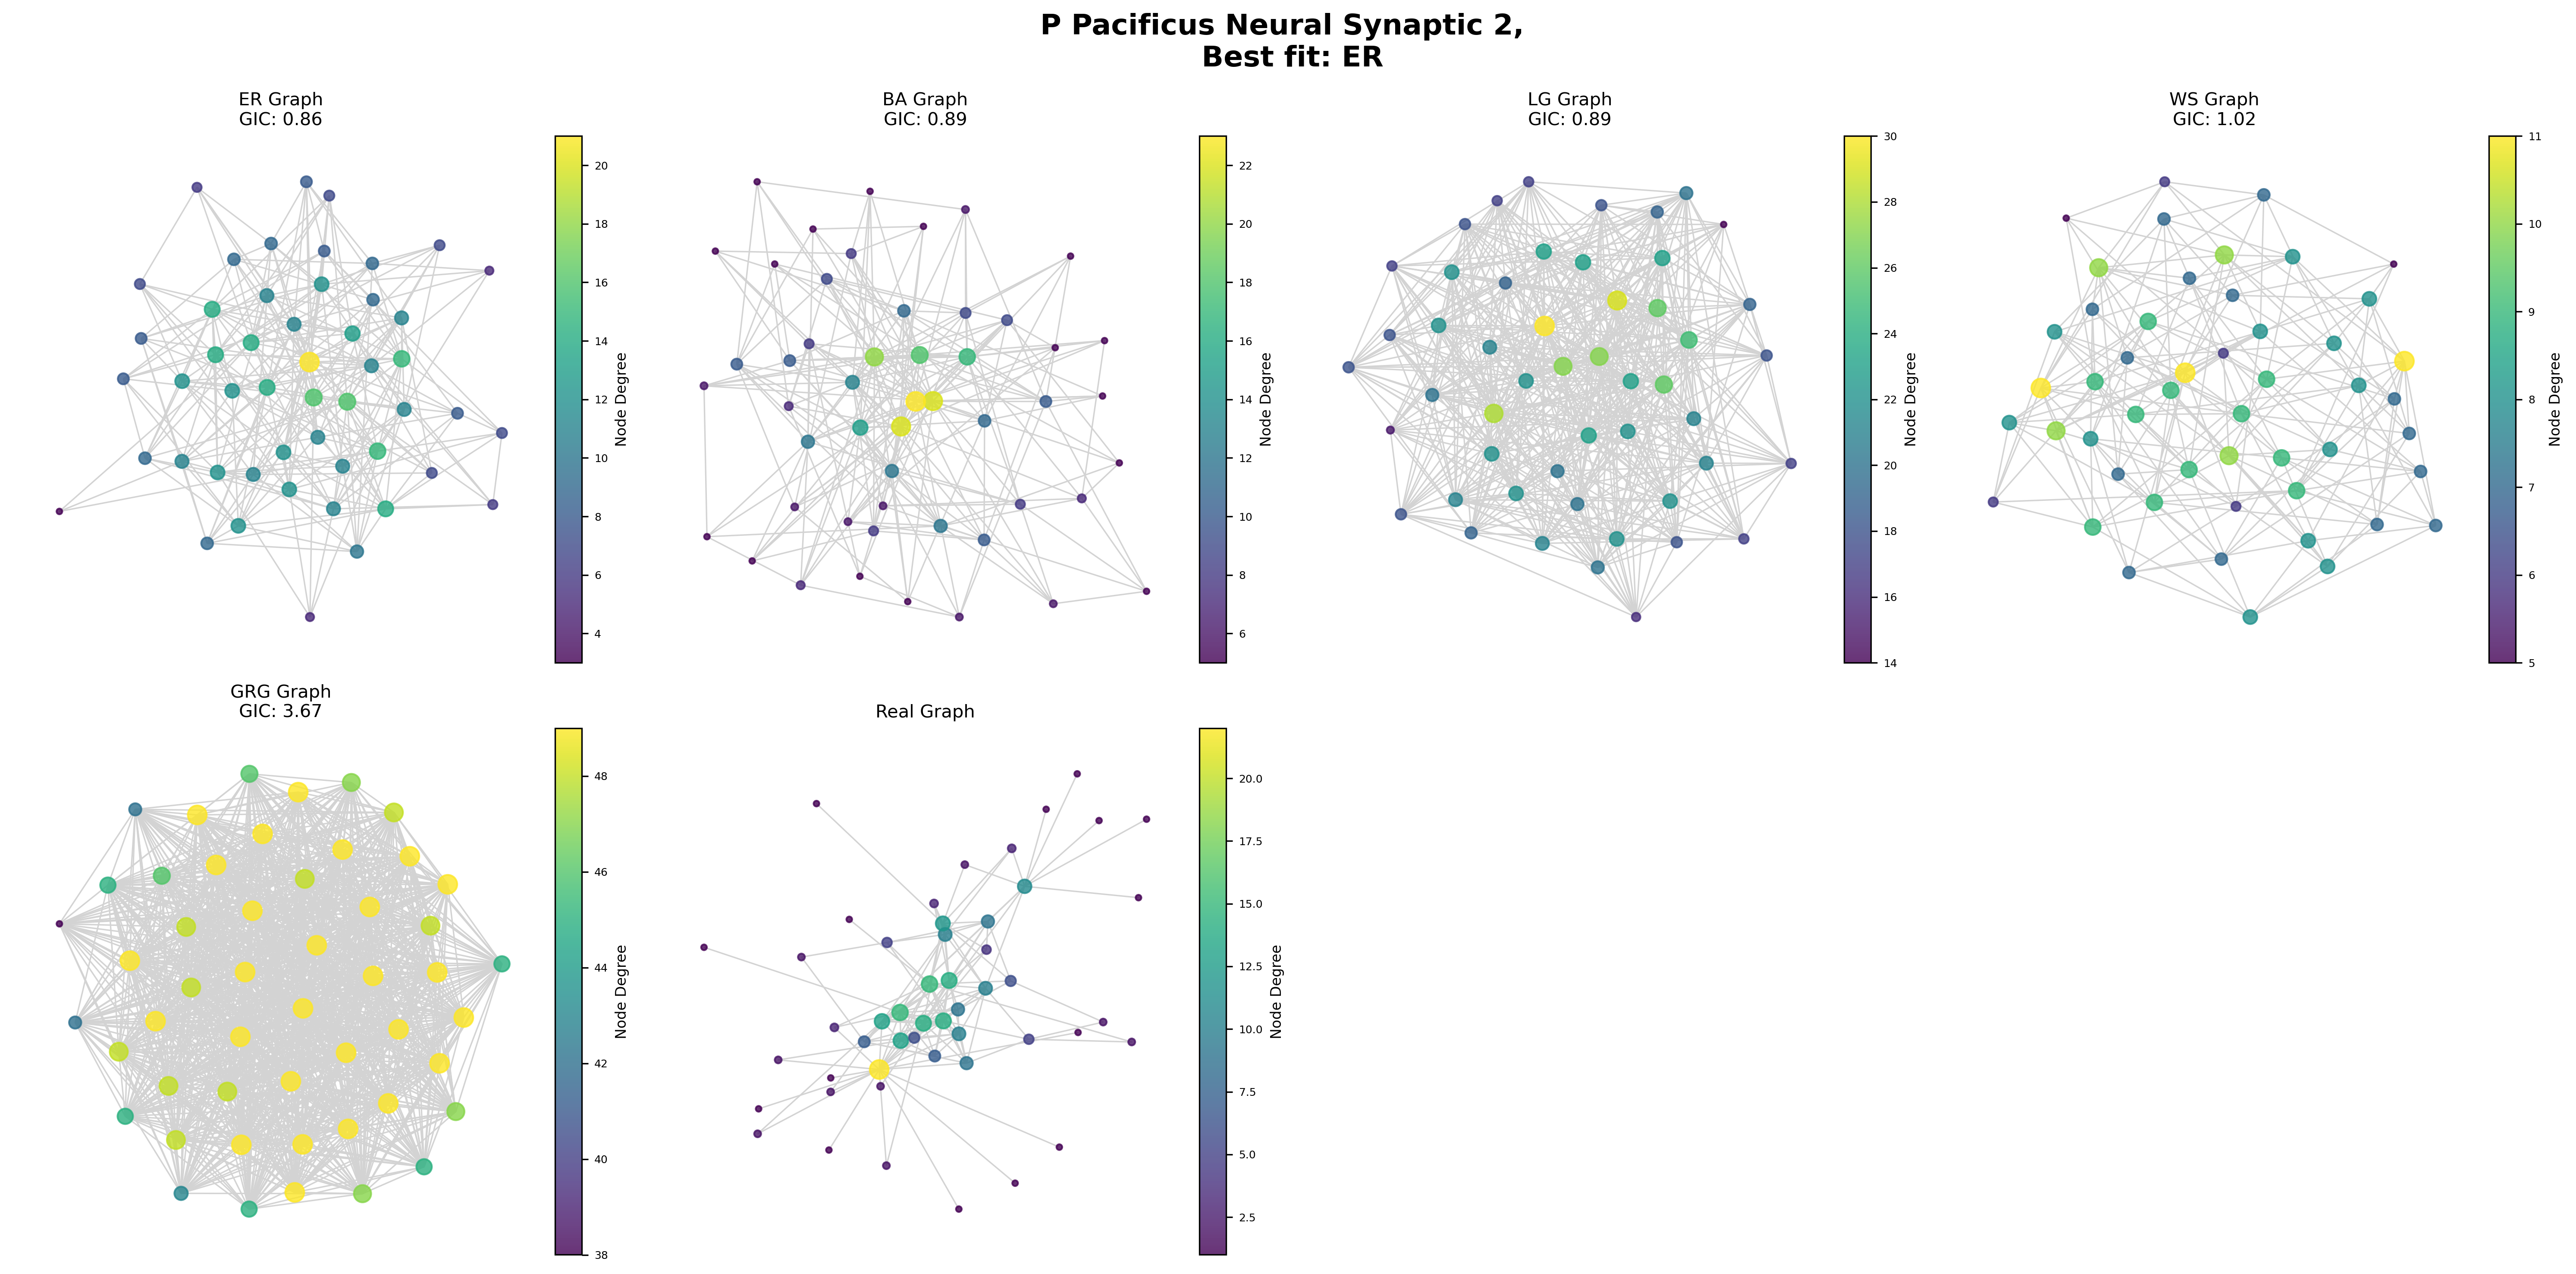 P Pacificus Neural Synaptic 2,
Best fit: ER
ER Graph
GIC: 0.86
20
18
16
14
12
10
8
6
4
Node Degree
BA Graph
GIC: 0.89
22
20
18
16
14
12
10
8
6
Node Degree
LG Graph
GIC: 0.89
30
28
26
24
22
20
18
16
14
Node Degree
WS Graph
GIC: 1.02
11
10
9
8
7
6
5
Node Degree
GRG Graph
GIC: 3.67
48
46
44
42
40
38
Node Degree
Real Graph
20.0
17.5
15.0
12.5
10.0
7.5
5.0
2.5
Node Degree